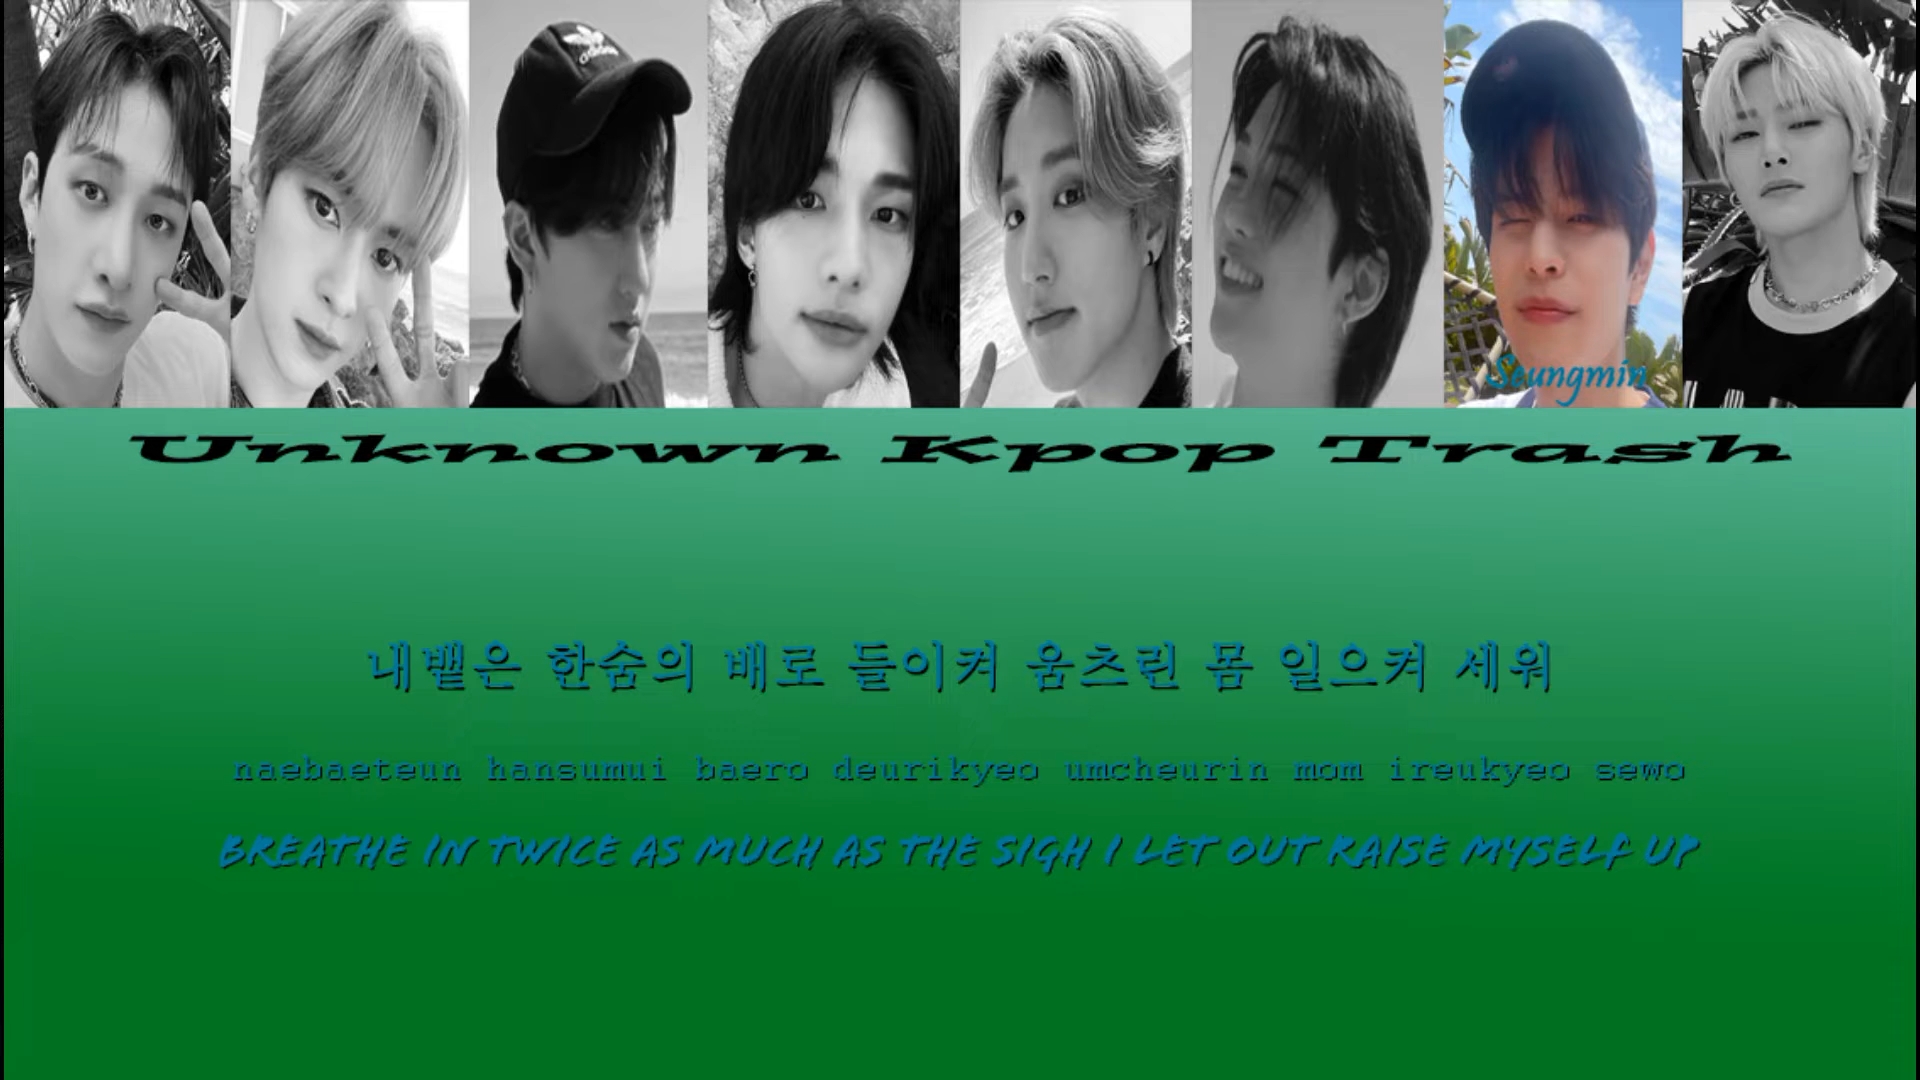 Seungmin
Unknown Kpop Trash
내뱉은 한숨의 배로 들이켜 움츠린 몸 일으켜 세워
naebaeteun hansumui baero deurikyeo umcheurin mom ireukyeo sewo
BREATHE IN TWICE AS MUCH AS THE SIGH I LET OUT RAISE MYSELF UP